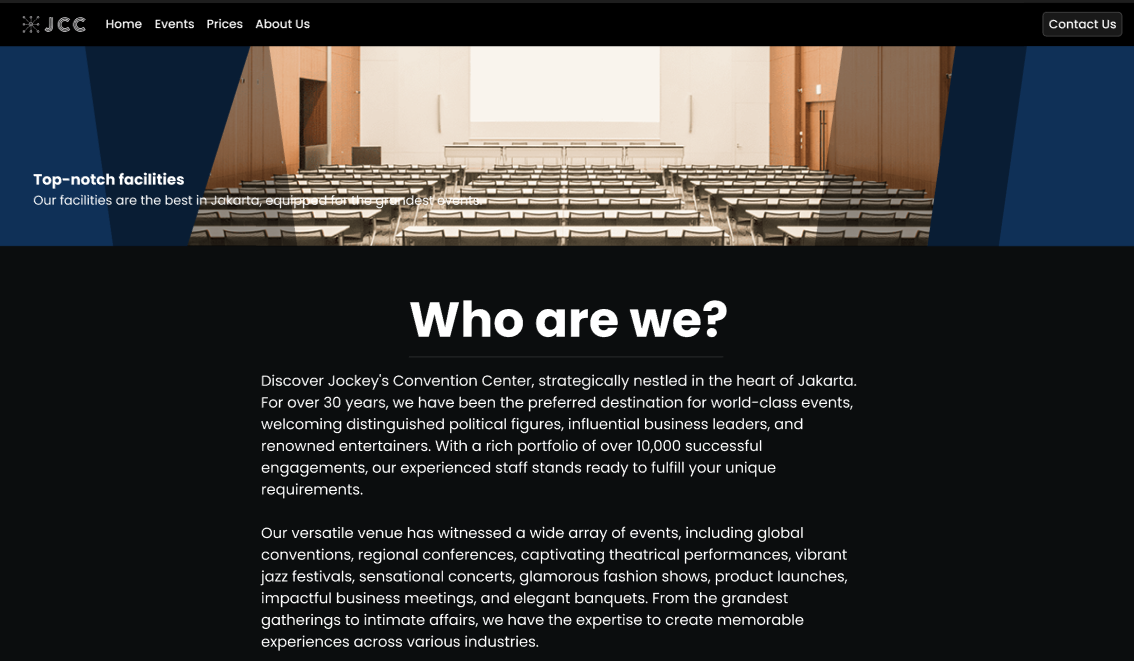 JCC Home Events Prices About Us Contact Us
Top-notch facilities
Our facilities are the best in Jakarta, equipped for the grandest events.
Who are we?
Discover Jockey's Convention Center, strategically nestled in the heart of Jakarta.
For over 30 years, we have been the preferred destination for world-class events,
welcoming distinguished political figures, influential business leaders, and
renowned entertainers. With a rich portfolio of over 10,000 successful
engagements, our experienced staff stands ready to fulfill your unique
requirements.
Our versatile venue has witnessed a wide array of events, including global
conventions, regional conferences, captivating theatrical performances, vibrant
jazz festivals, sensational concerts, glamorous fashion shows, product launches,
impactful business meetings, and elegant banquets. From the grandest
gatherings to intimate affairs, we have the expertise to create memorable
experiences across various industries.